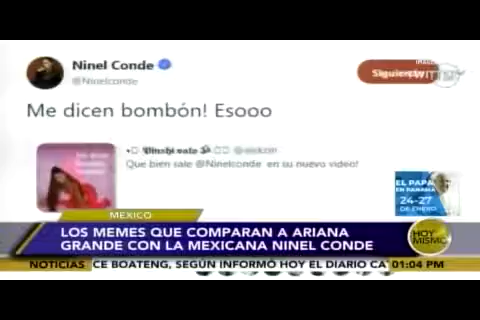 Ninel Conde
@Ninelconde
Siguiendo
Me dicen bombón! Esooo
Que bien sale @Ninelconde en su nuevo video!
EL PAPA
EN PANAMÁ
24-27
DE ENERO
MÉXICO
LOS MEMES QUE COMPARAN A ARIANA
GRANDE CON LA MEXICANA NINEL CONDE
HOY
MISMO
NOTICIAS CE BOATENG, SEGÚN INFORMÓ HOY EL DIARIO CA 01:04 PM